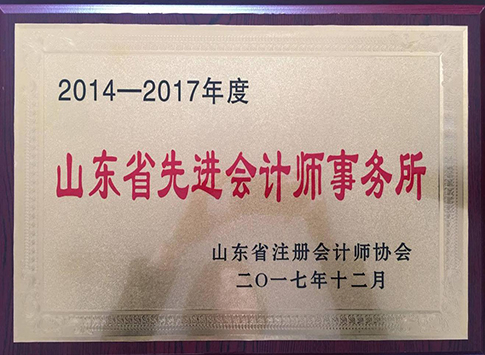 2014—2017年度
山东省先进会计师事务所
山东省注册会计师协会
二〇一七年十二月